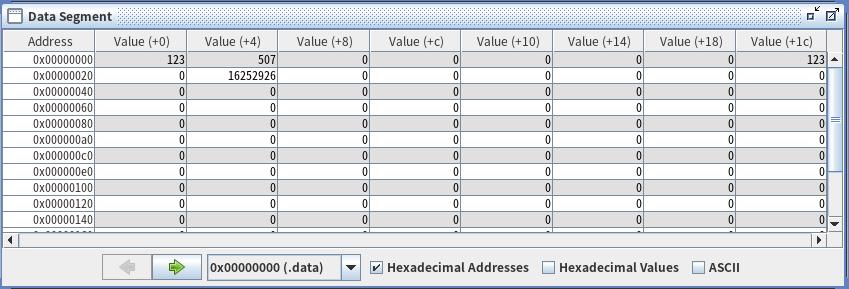 Data Segment
Address Value (+0) Value (+4) Value (+8) Value (+c) Value (+10) Value (+14) Value (+18) Value (+1c)
0x00000000 123 507 0 0 0 0 0 123
0x00000020 0 16252926 0 0 0 0 0 0
0x00000040 0 0 0 0 0 0 0 0
0x00000060 0 0 0 0 0 0 0 0
0x00000080 0 0 0 0 0 0 0 0
0x000000a0 0 0 0 0 0 0 0 0
0x000000c0 0 0 0 0 0 0 0 0
0x000000e0 0 0 0 0 0 0 0 0
0x00000100 0 0 0 0 0 0 0 0
0x00000120 0 0 0 0 0 0 0 0
0x00000140 0 0 0 0 0 0 0 0
0x00000000 (.data) Hexadecimal Addresses Hexadecimal Values ASCII